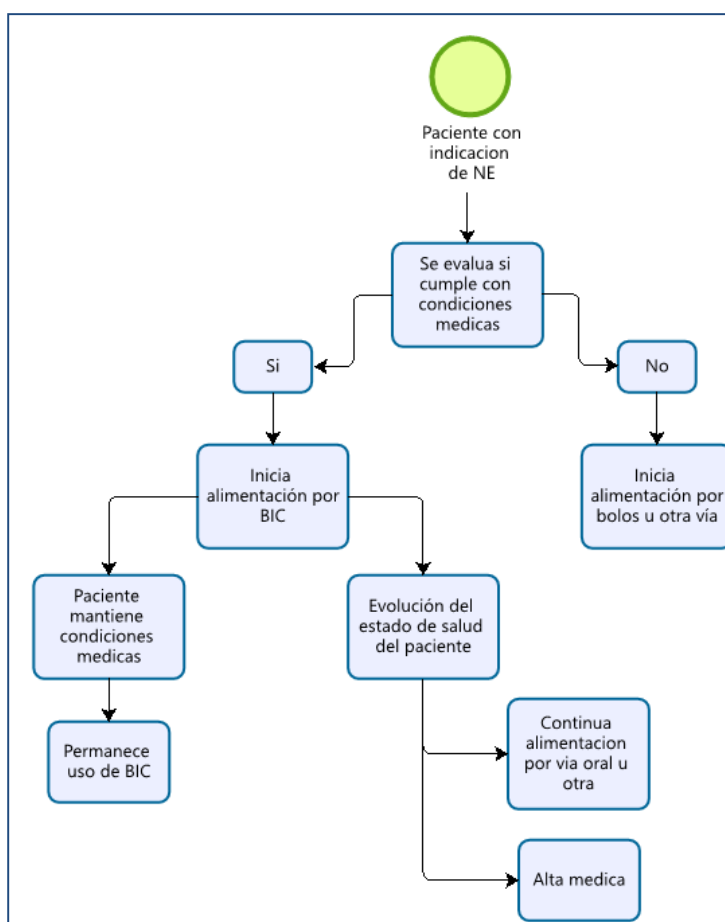 Paciente con
indicacion
de NE
Se evalua si
cumple con
condiciones
medicas
Si
No
Inicia
alimentación por
BIC
Inicia
alimentación por
bolos u otra vía
Paciente
mantiene
condiciones
medicas
Evolución del
estado de salud
del paciente
Permanece
uso de BIC
Continua
alimentacion
por via oral u
otra
Alta medica